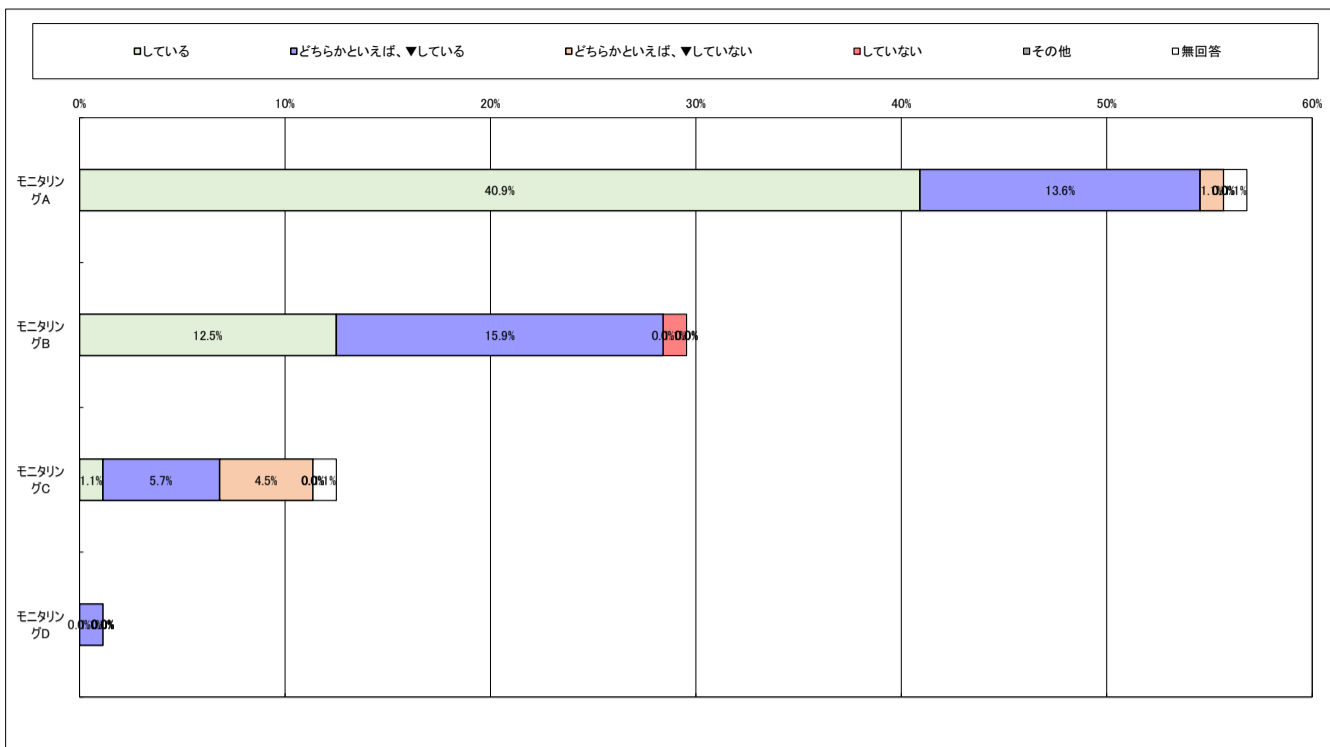 している どちらかといえば、▼している どちらかといえば、▼していない していない その他 無回答
0% 10% 20% 30% 40% 50% 60%
モニタリン
グA
40.9% 13.6%
モニタリン
グB
12.5% 15.9%
モニタリン
グC
1.1% 5.7% 4.5%
モニタリン
グD